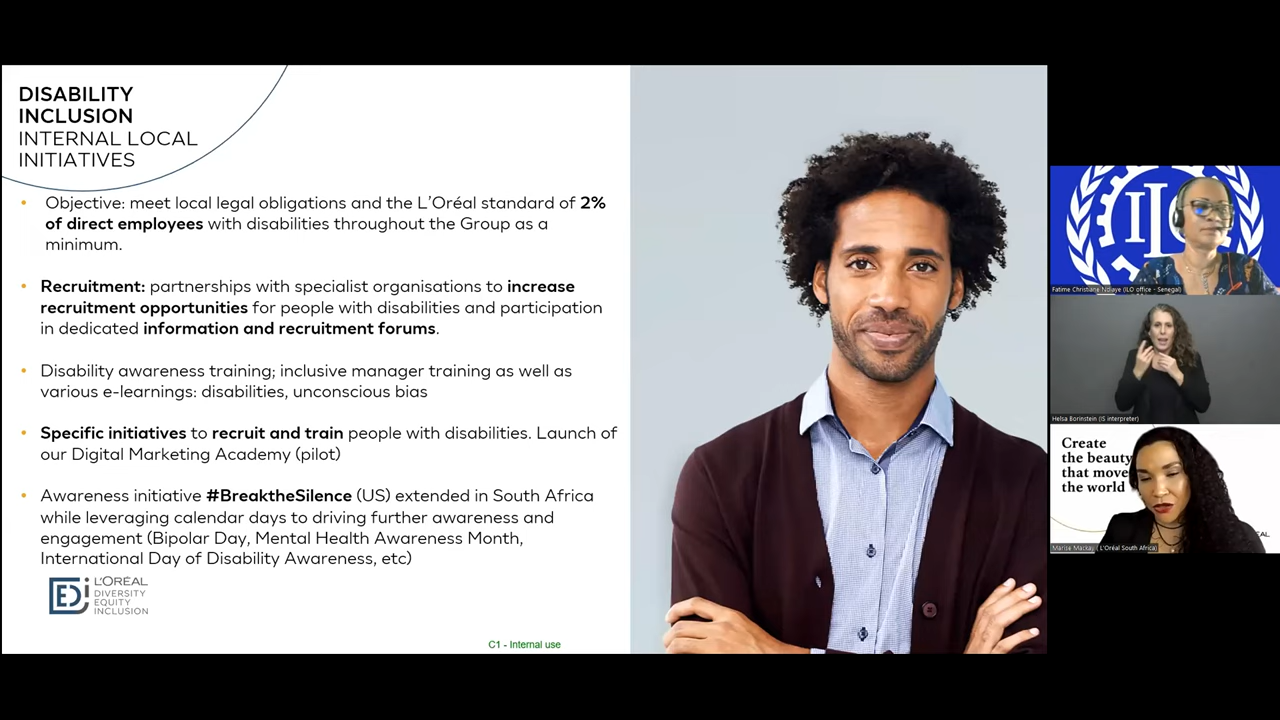 DISABILITY
INCLUSION
INTERNAL LOCAL
INITIATIVES
• Objective: meet local legal obligations and the L'Oréal standard of 2%
of direct employees with disabilities throughout the Group as a
minimum.
• Recruitment: partnerships with specialist organisations to increase
recruitment opportunities for people with disabilities and participation
in dedicated information and recruitment forums.
• Disability awareness training; inclusive manager training as well as
various e-learnings: disabilities, unconscious bias
• Specific initiatives to recruit and train people with disabilities. Launch of
our Digital Marketing Academy (pilot)
• Awareness initiative #BreaktheSilence (US) extended in South Africa
while leveraging calendar days to driving further awareness and
engagement (Bipolar Day, Mental Health Awareness Month,
International Day of Disability Awareness, etc)
EDi
L'ORÉAL
DIVERSITY
EQUITY
INCLUSION
C1 - Internal use
ILO
Fatime Christiane Ndiaye (ILO office - Senegal)
Helsa Borinstein (IS interpreter)
Create
the beauty
that move
the world
Marise Mackay ( L'Oréal South Africa)